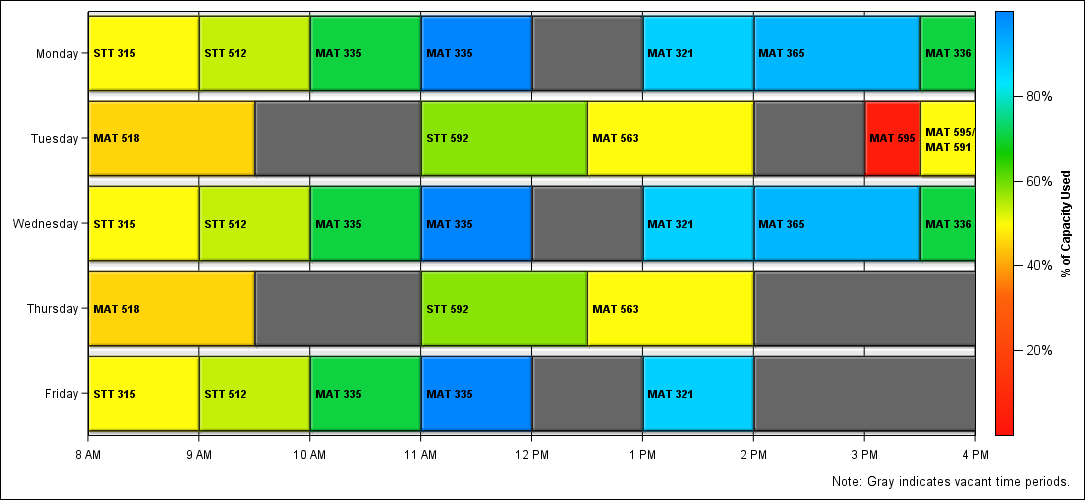 Monday
STT 315
STT 512
MAT 335
MAT 335
MAT 321
MAT 365
MAT 336
Tuesday
MAT 518
STT 592
MAT 563
MAT 595
MAT 595/
MAT 591
Wednesday
STT 315
STT 512
MAT 335
MAT 335
MAT 321
MAT 365
MAT 336
Thursday
MAT 518
STT 592
MAT 563
Friday
STT 315
STT 512
MAT 335
MAT 335
MAT 321
8 AM
9 AM
10 AM
11 AM
12 PM
1 PM
2 PM
3 PM
4 PM
80%
60%
40%
20%
% of Capacity Used
Note: Gray indicates vacant time periods.